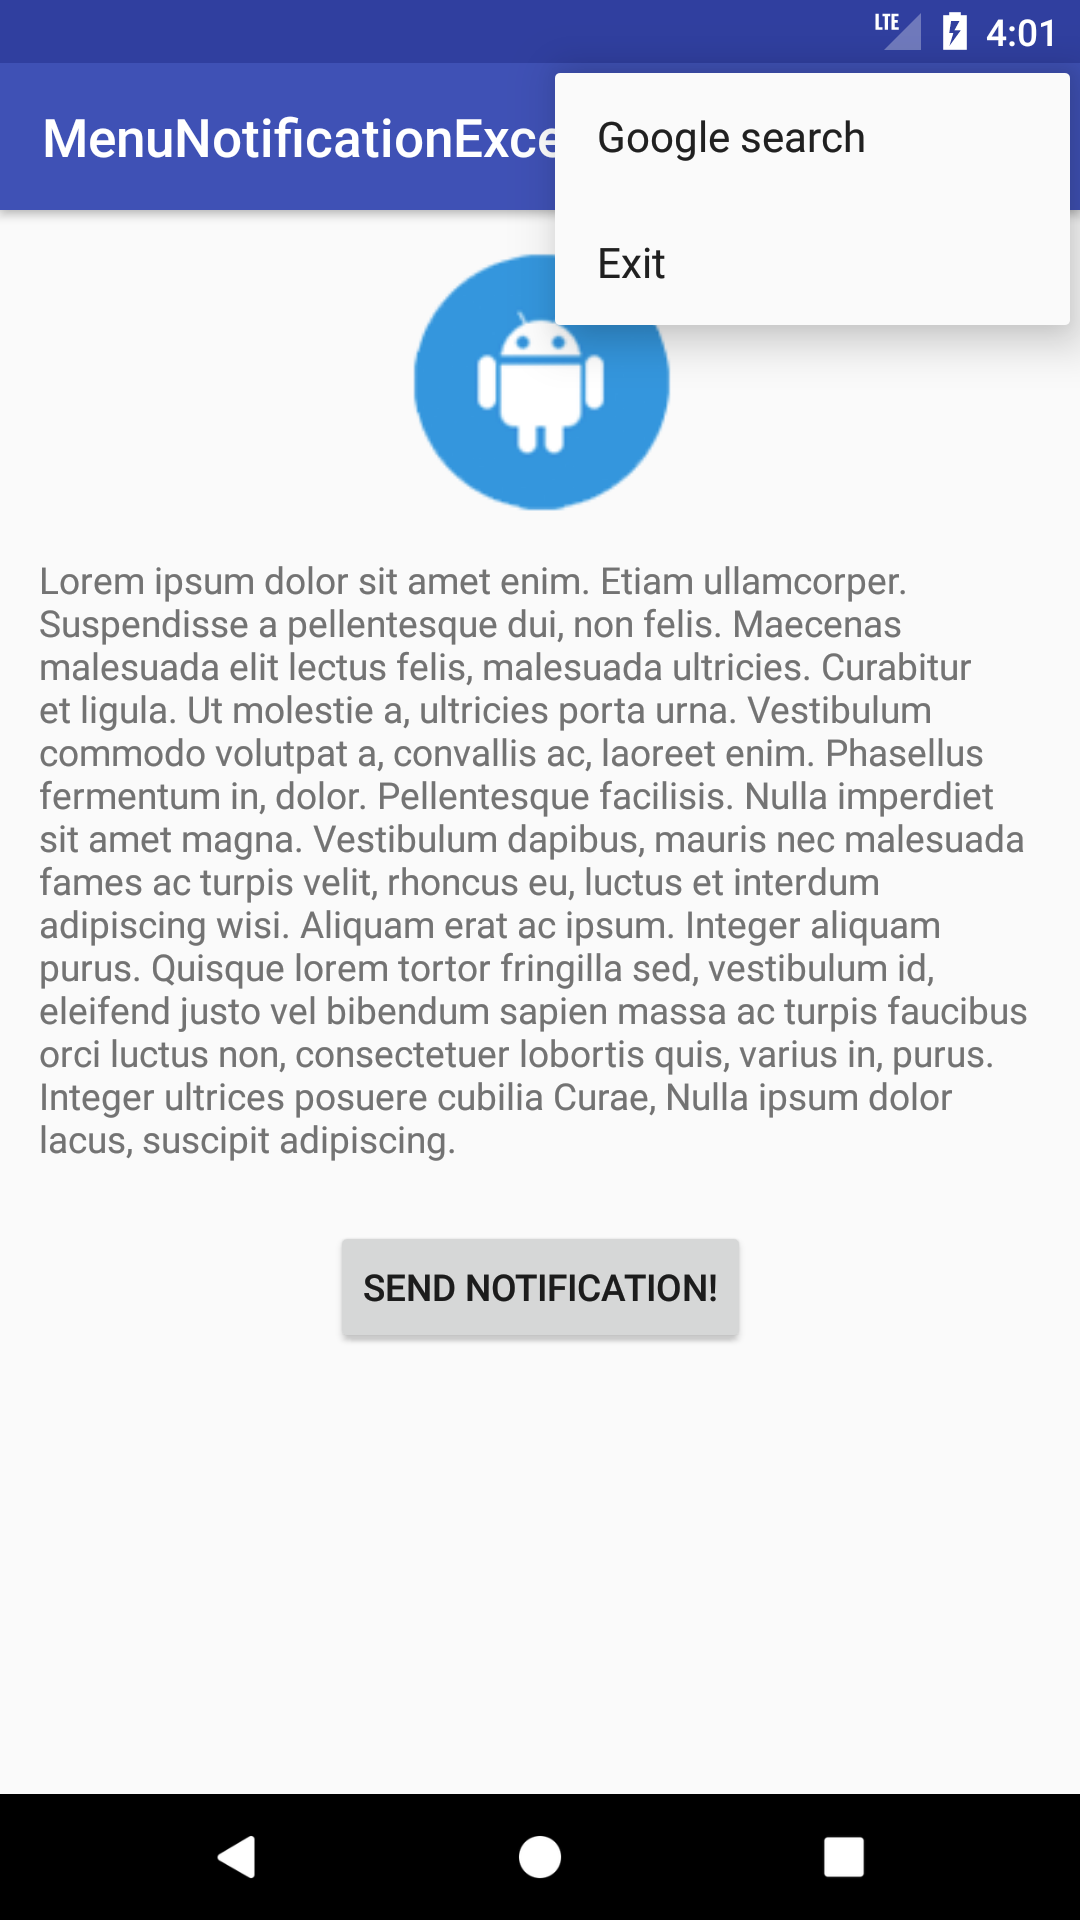 LTE 4:01
MenuNotificationExce
Google search
Exit
Lorem ipsum dolor sit amet enim. Etiam ullamcorper.
Suspendisse a pellentesque dui, non felis. Maecenas
malesuada elit lectus felis, malesuada ultricies. Curabitur
et ligula. Ut molestie a, ultricies porta urna. Vestibulum
commodo volutpat a, convallis ac, laoreet enim. Phasellus
fermentum in, dolor. Pellentesque facilisis. Nulla imperdiet
sit amet magna. Vestibulum dapibus, mauris nec malesuada
fames ac turpis velit, rhoncus eu, luctus et interdum
adipiscing wisi. Aliquam erat ac ipsum. Integer aliquam
purus. Quisque lorem tortor fringilla sed, vestibulum id,
eleifend justo vel bibendum sapien massa ac turpis faucibus
orci luctus non, consectetuer lobortis quis, varius in, purus.
Integer ultrices posuere cubilia Curae, Nulla ipsum dolor
lacus, suscipit adipiscing.
SEND NOTIFICATION!